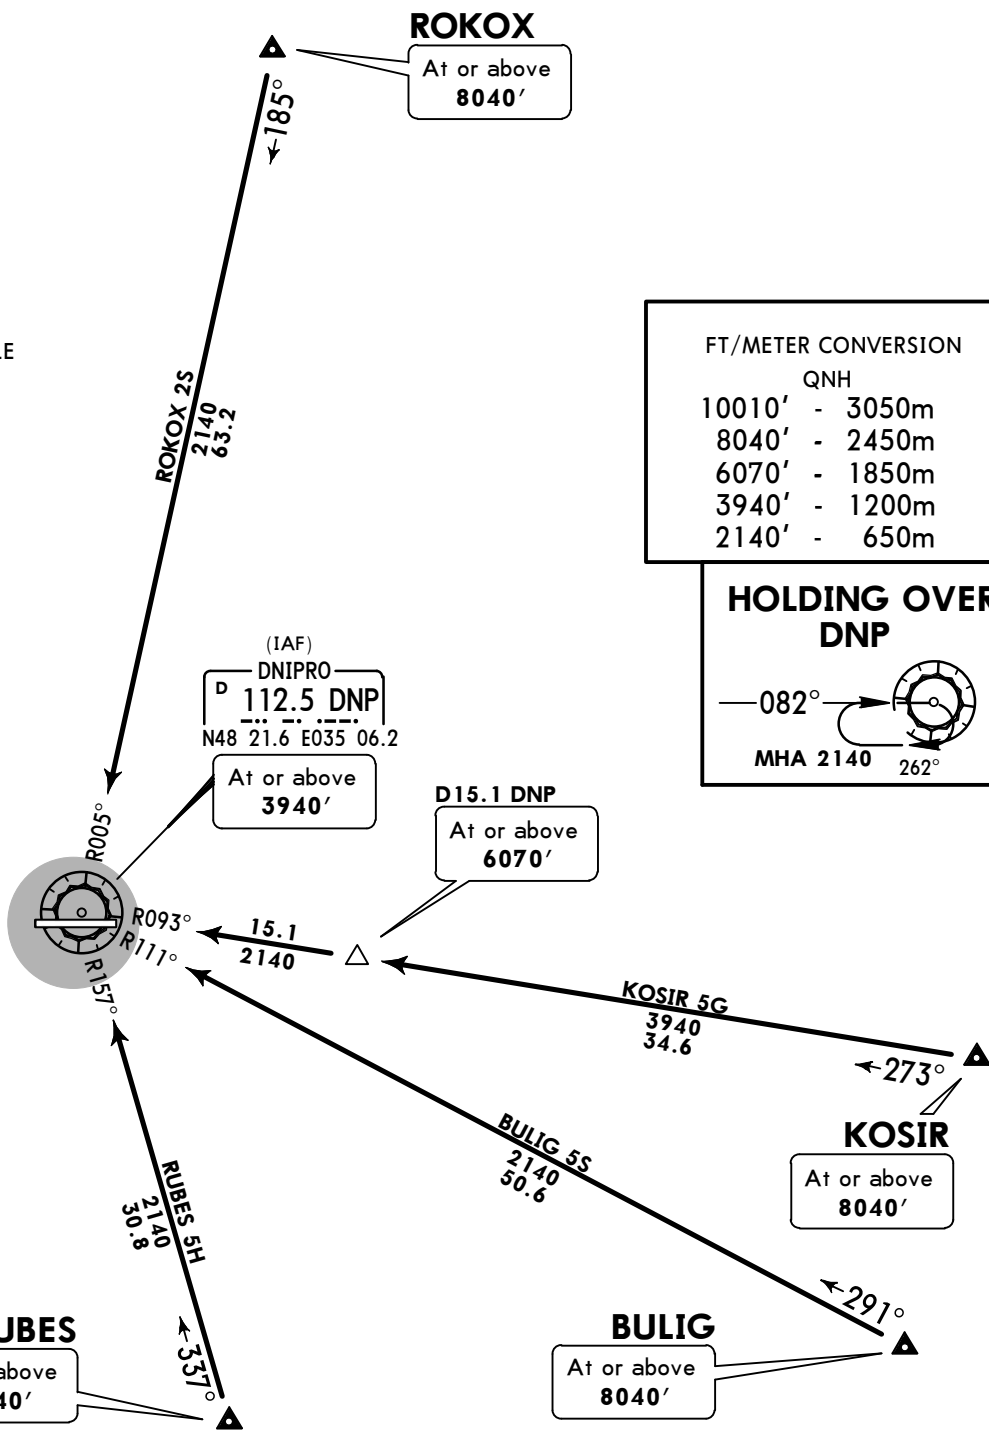 ROKOX
At or above
8040′
←185°
LE
ROKOX 2S
2140
63.2
FT/METER CONVERSION
QNH
10010′ - 3050m
8040′ - 2450m
6070′ - 1850m
3940′ - 1200m
2140′ - 650m
HOLDING OVER
DNP
082°
MHA 2140
262°
(IAF)
DNIPRO
D 112.5 DNP
N48 21.6 E035 06.2
At or above
3940′
D15.1 DNP
At or above
6070′
R005°
R093°
R111°
R157°
15.1
2140
KOSIR 5G
3940
34.6
←273°
KOSIR
At or above
8040′
BULIG 5S
2140
50.6
←291°
BULIG
At or above
8040′
RUBES 5H
2140
30.8
←337°
UBES
above
40′